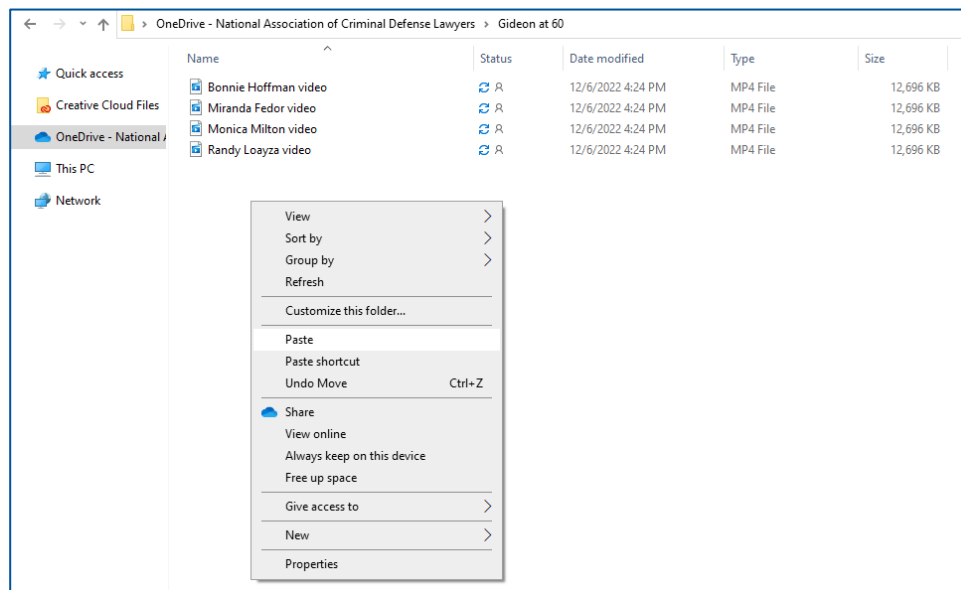 OneDrive - National Association of Criminal Defense Lawyers > Gideon at 60
Name Status Date modified Type Size
Quick access
Creative Cloud Files
OneDrive - National A
This PC
Network
Bonnie Hoffman video 12/6/2022 4:24 PM MP4 File 12,696 KB
Miranda Fedor video 12/6/2022 4:24 PM MP4 File 12,696 KB
Monica Milton video 12/6/2022 4:24 PM MP4 File 12,696 KB
Randy Loayza video 12/6/2022 4:24 PM MP4 File 12,696 KB
View
Sort by
Group by
Refresh
Customize this folder...
Paste
Paste shortcut
Undo Move Ctrl+Z
Share
View online
Always keep on this device
Free up space
Give access to
New
Properties